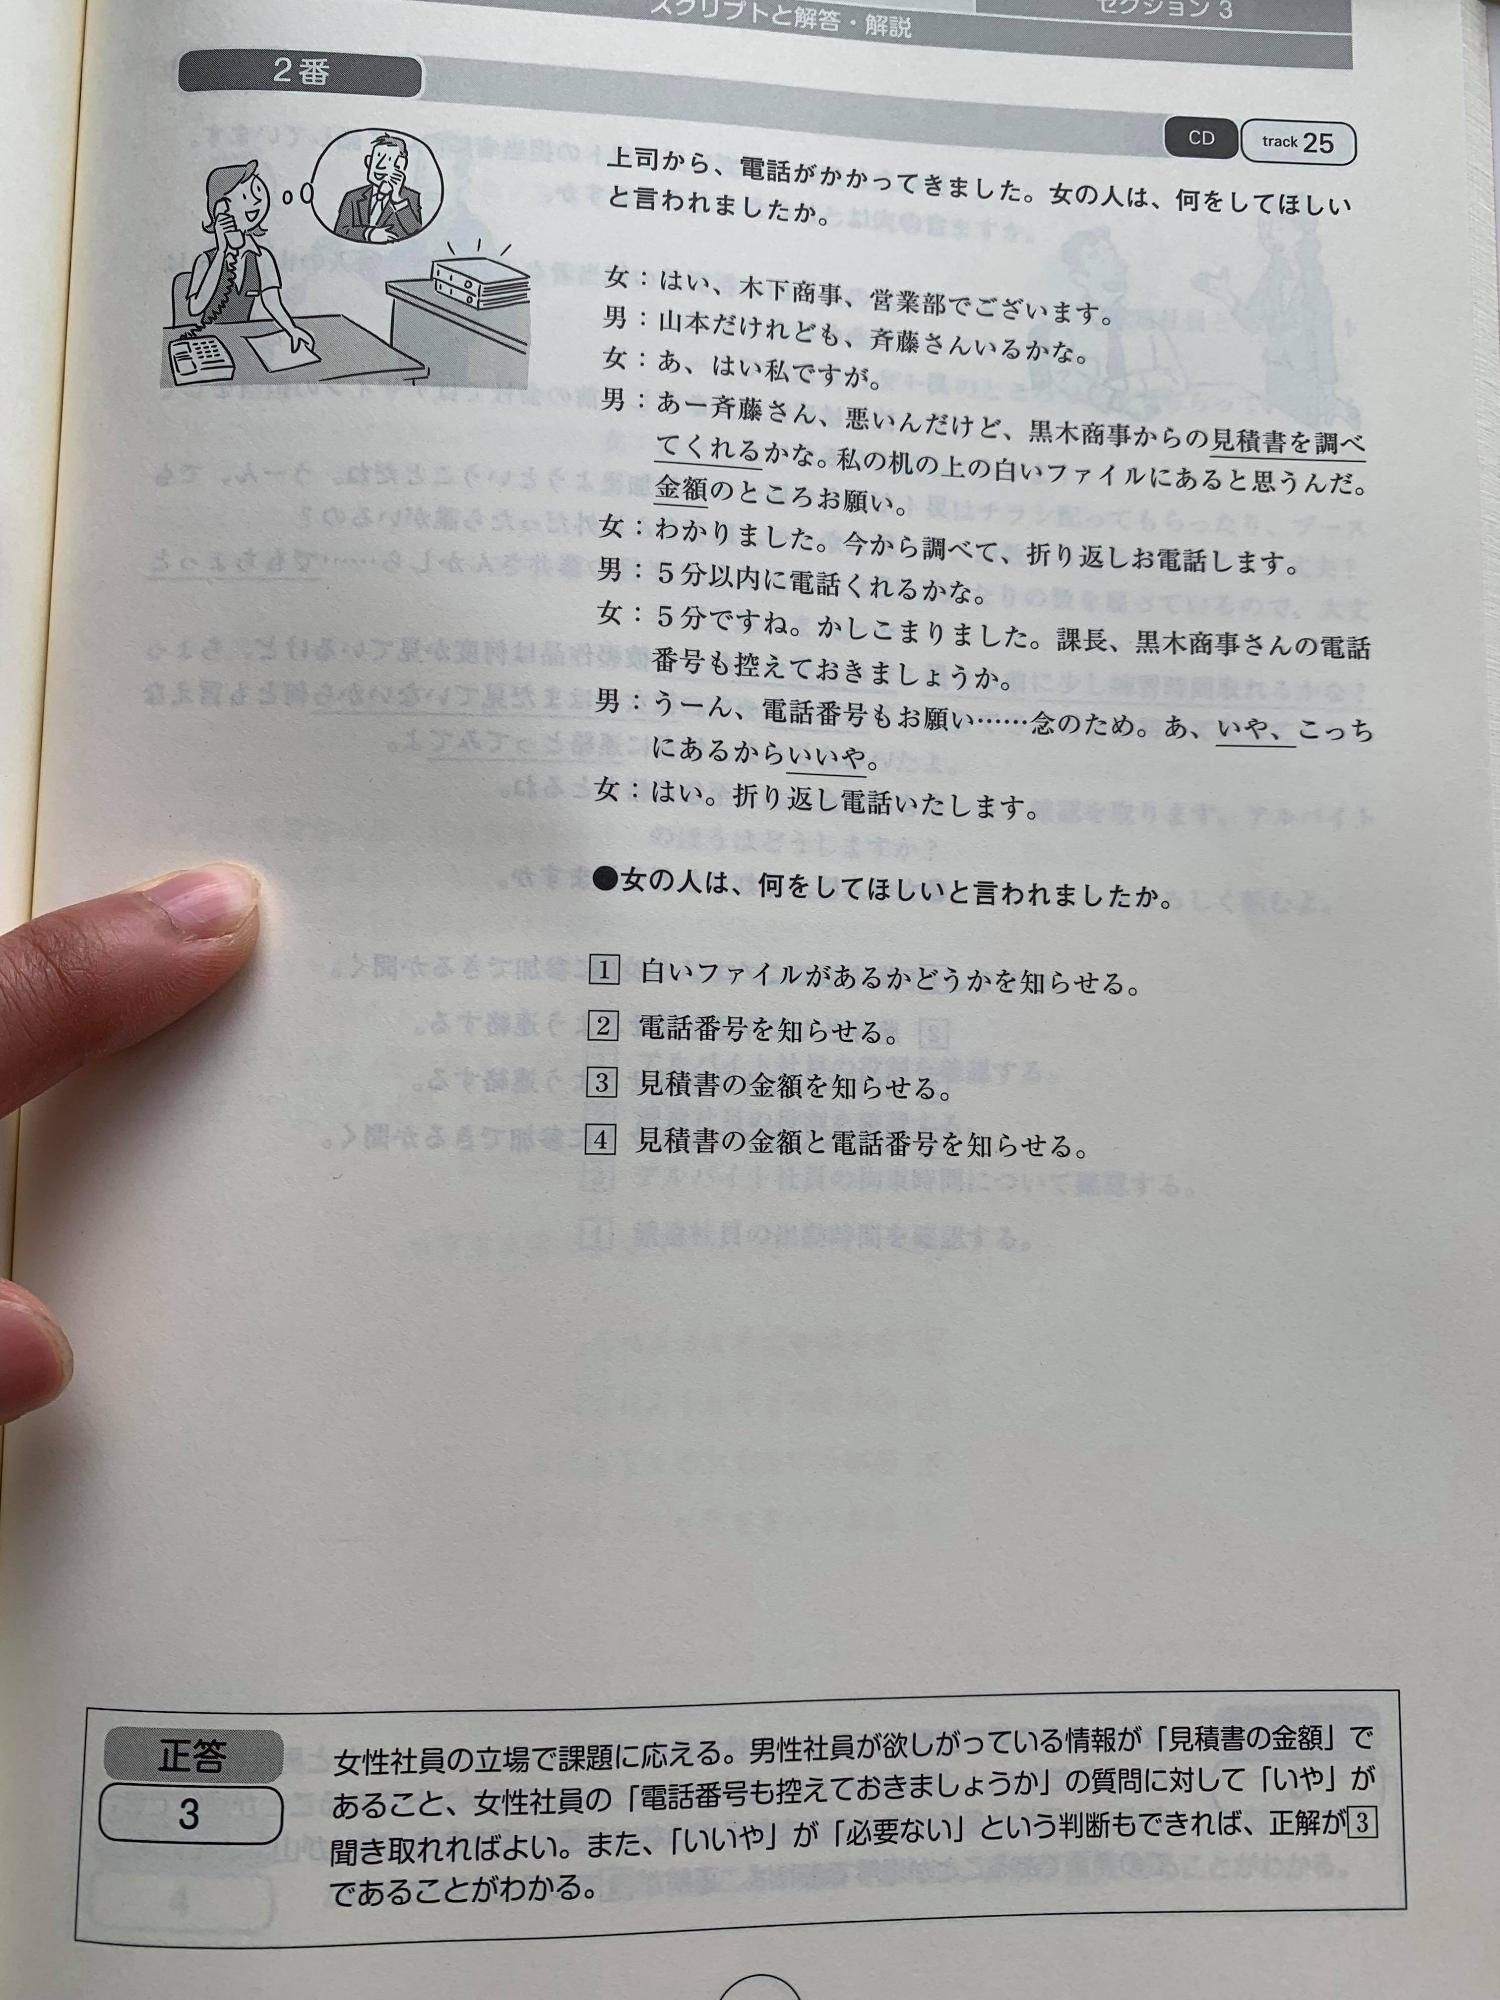 スクリプトと解答・解説
セクション 3
2番
CD
track 25
上司から、電話がかかってきました。女の人は、何をしてほしい
と言われましたか。
女：はい、木下商事、営業部でございます。
男：山本だけれども、斉藤さんいるかな。
女：あ、はい私ですが。
男：あー斉藤さん、悪いんだけど、黒木商事からの見積書を調べ
てくれるかな。私の机の上の白いファイルにあると思うんだ。
金額のところお願い。
女：わかりました。今から調べて、折り返しお電話します。
男：５分以内に電話くれるかな。
女：５分ですね。かしこまりました。課長、黒木商事さんの電話
番号も控えておきましょうか。
男：うーん、電話番号もお願い……念のため。あ、いや、こっち
にあるからいいや。
女：はい。折り返し電話いたします。
●女の人は、何をしてほしいと言われましたか。
1 白いファイルがあるかどうかを知らせる。
2 電話番号を知らせる。
3 見積書の金額を知らせる。
4 見積書の金額と電話番号を知らせる。
正答
3
女性社員の立場で課題に応える。男性社員が欲しがっている情報が「見積書の金額」で
あること、女性社員の「電話番号も控えておきましょうか」の質問に対して「いや」が
聞き取れればよい。また、「いいや」が「必要ない」という判断もできれば、正解が3
であることがわかる。